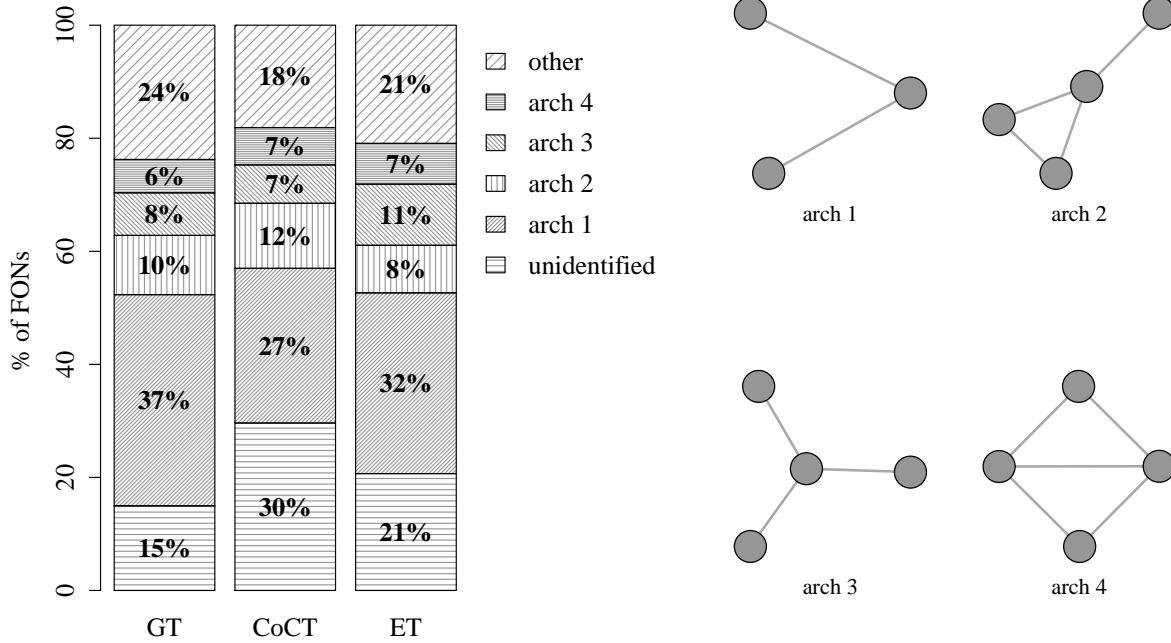 % of FONs
100
80
60
40
20
0
24%
6%
8%
10%
37%
15%
GT
18%
7%
7%
12%
27%
30%
CoCT
21%
7%
11%
8%
32%
21%
ET
other
arch 4
arch 3
arch 2
arch 1
unidentified
arch 1
arch 2
arch 3
arch 4